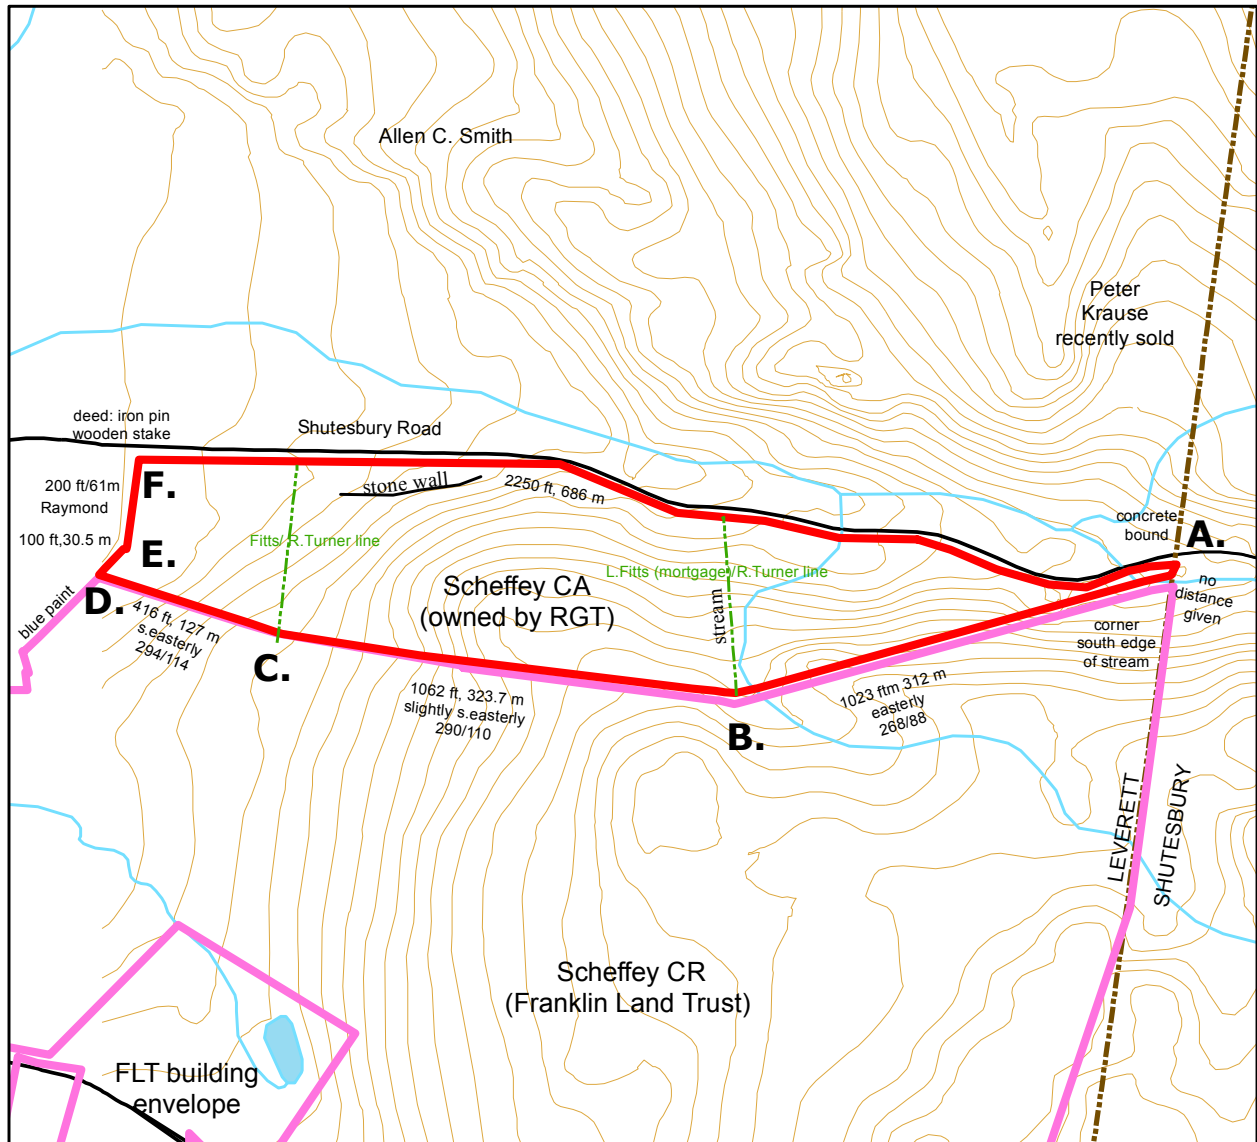 Allen C. Smith
Peter
Krause
recently sold
deed: iron pin
wooden stake
Shutesbury Road
stone wall
2250 ft, 686 m
200 ft/61m
Raymond
100 ft,30.5 m
F.
E.
D.
Fitts/ R.Turner line
concrete
bound
A.
L.Fitts (mortgage)/R.Turner line
Scheffey CA
(owned by RGT)
stream
no
distance
given
corner
south edge
of stream
blue paint
416 ft, 127 m
s.easterly
294/114
C.
1062 ft, 323.7 m
slightly s.easterly
290/110
B.
1023 ftm 312 m
easterly
268/88
LEVERETT
SHUTESBURY
Scheffey CR
(Franklin Land Trust)
FLT building
envelope